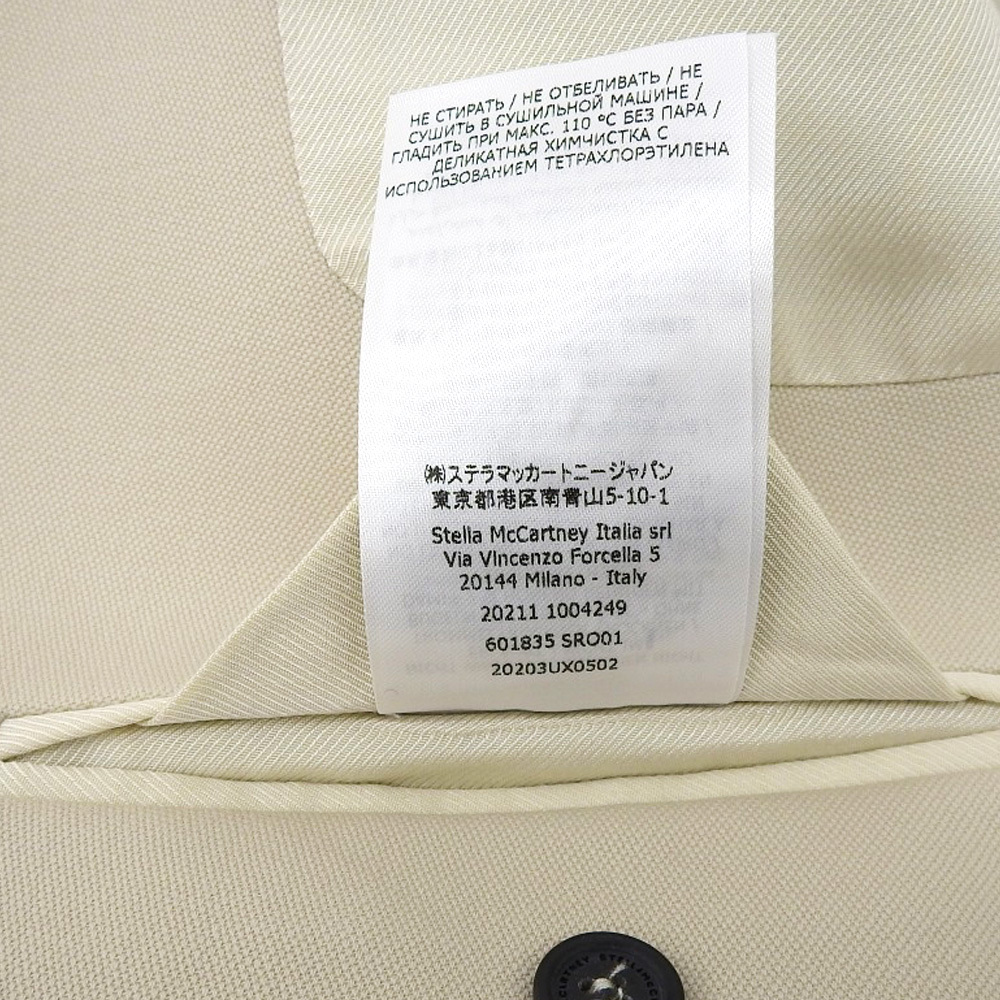 НЕ СТИРАТЬ / НЕ ОТБЕЛИВАТЬ / НЕ
СУШИТЬ В СУШИЛЬНОЙ МАШИНЕ /
ГЛАДИТЬ ПРИ МАКС. 110 °C БЕЗ ПАРА /
ДЕЛИКАТНАЯ ХИМЧИСТКА С
ИСПОЛЬЗОВАНИЕМ ТЕТРАХЛОРЭТИЛЕНА
㈱ステラマッカートニージャパン
東京都港区南青山5-10-1
Stella McCartney Italia srl
Via Vincenzo Forcella 5
20144 Milano - Italy
20211 1004249
601835 SRO01
20203UX0502